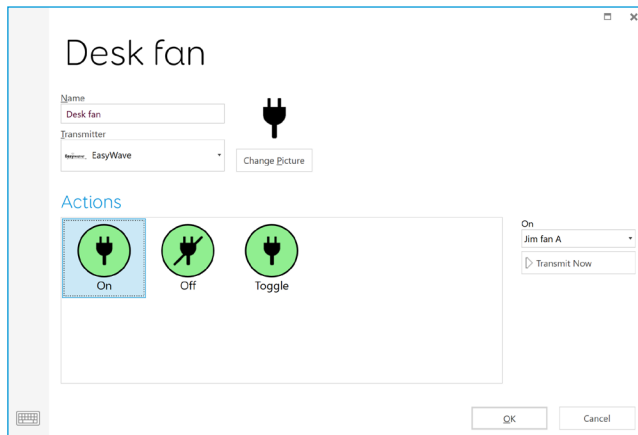 Desk fan
Name
Desk fan
Transmitter
EasyWave
Change Picture
Actions
On
Off
Toggle
On
Jim fan A
Transmit Now
OK
Cancel